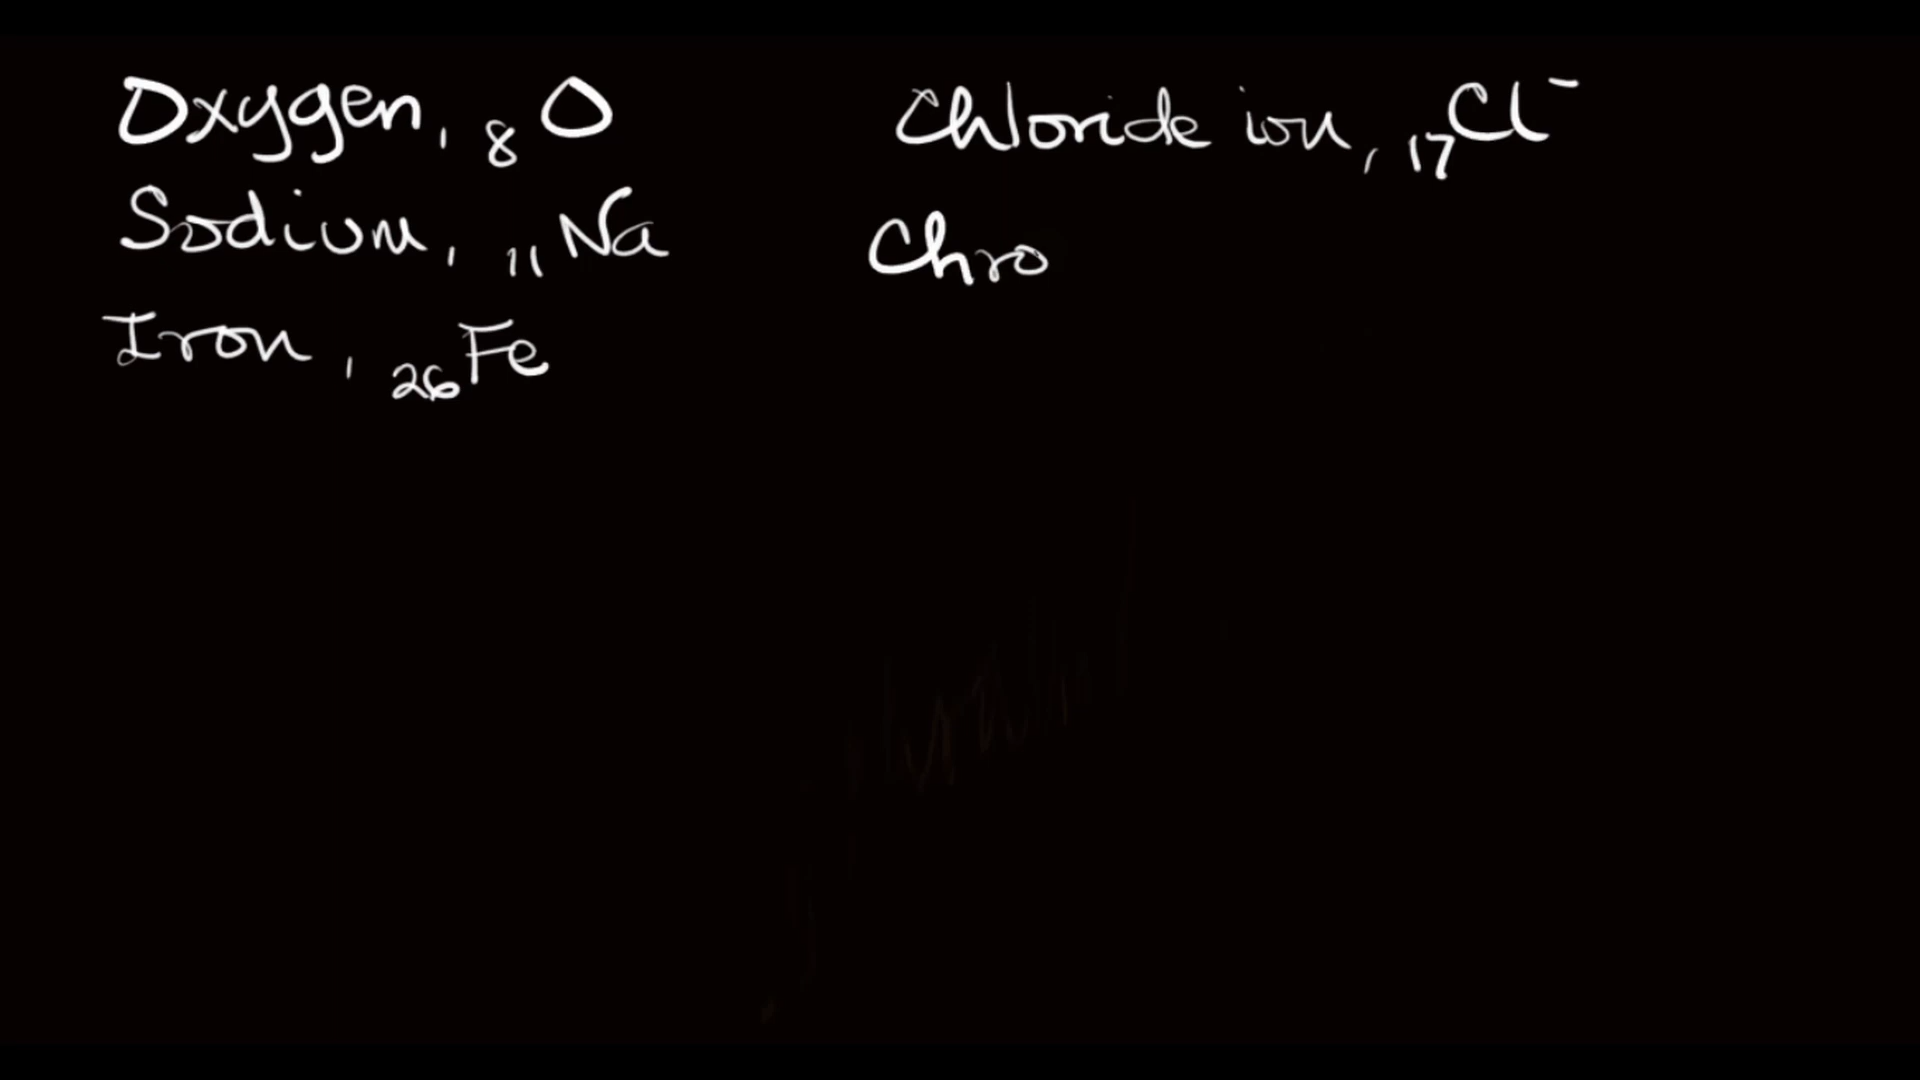 Oxygen, ₈O
Sodium, ₁₁Na
Iron, ₂₆Fe
Chloride ion, ₁₇Cl⁻
Chro